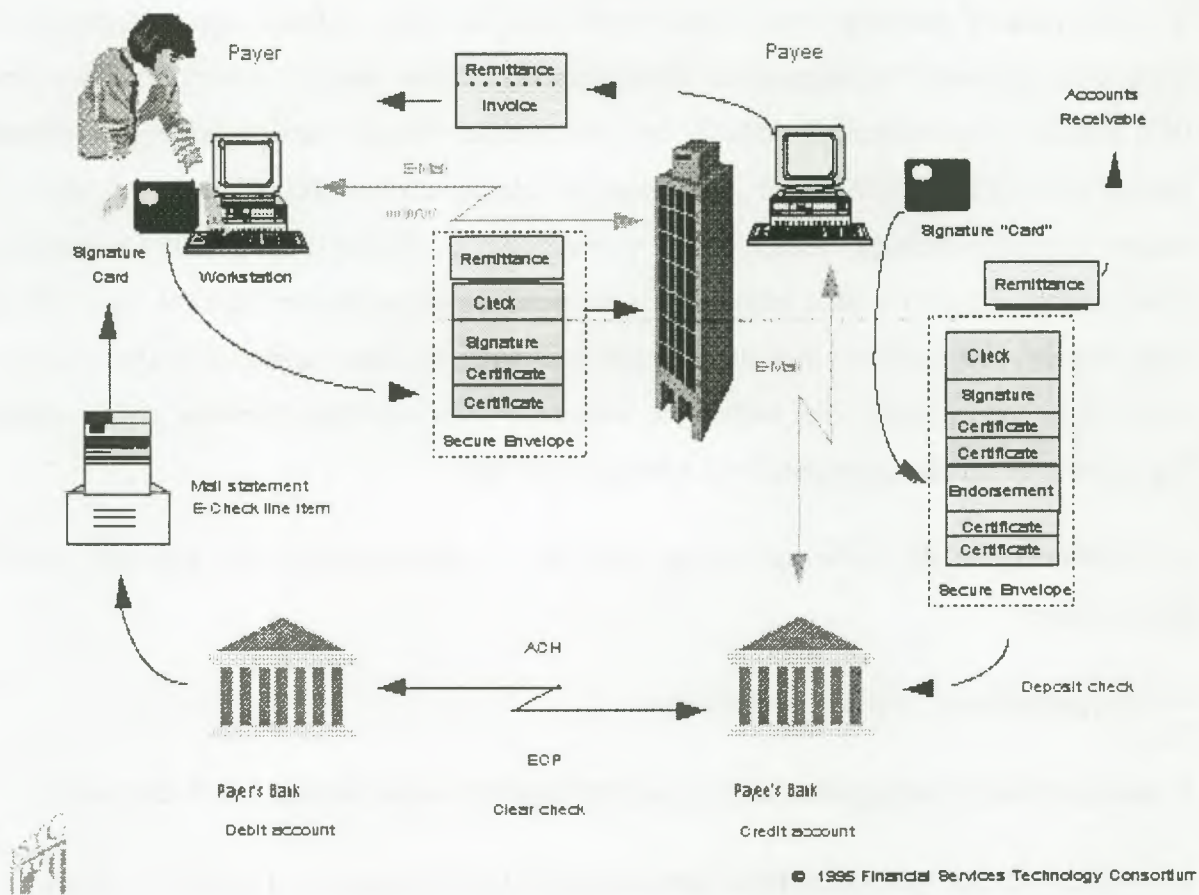 Payer
Payee
Remittance
Invoice
Accounts
Receivable
E-Mail
WWW
Signature
Card
Workstation
Signature "Card"
Remittance
Check
Signature
Certificate
Certificate
Secure Envelope
E-Mail
Remittance
Check
Signature
Certificate
Certificate
Endorsement
Certificate
Certificate
Secure Envelope
Mail statement
E-Check line item
ACH
Deposit check
ECP
Clear check
Payer's Bank
Debit account
Payee's Bank
Credit account
© 1995 Financial Services Technology Consortium